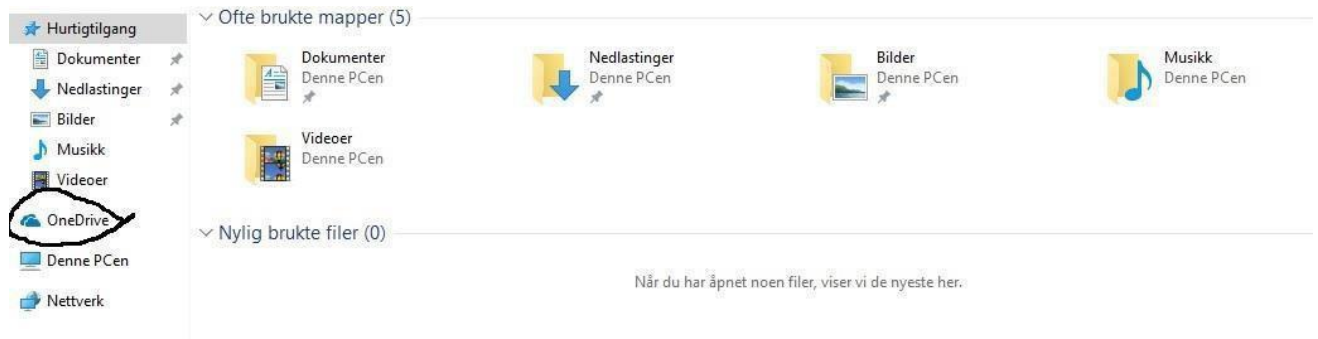 Hurtigtilgang
Dokumenter
Nedlastinger
Bilder
Musikk
Videoer
OneDrive
Denne PCen
Nettverk
Ofte brukte mapper (5)
Dokumenter
Denne PCen
Nedlastinger
Denne PCen
Bilder
Denne PCen
Musikk
Denne PCen
Videoer
Denne PCen
Nylig brukte filer (0)
Når du har åpnet noen filer, viser vi de nyeste her.